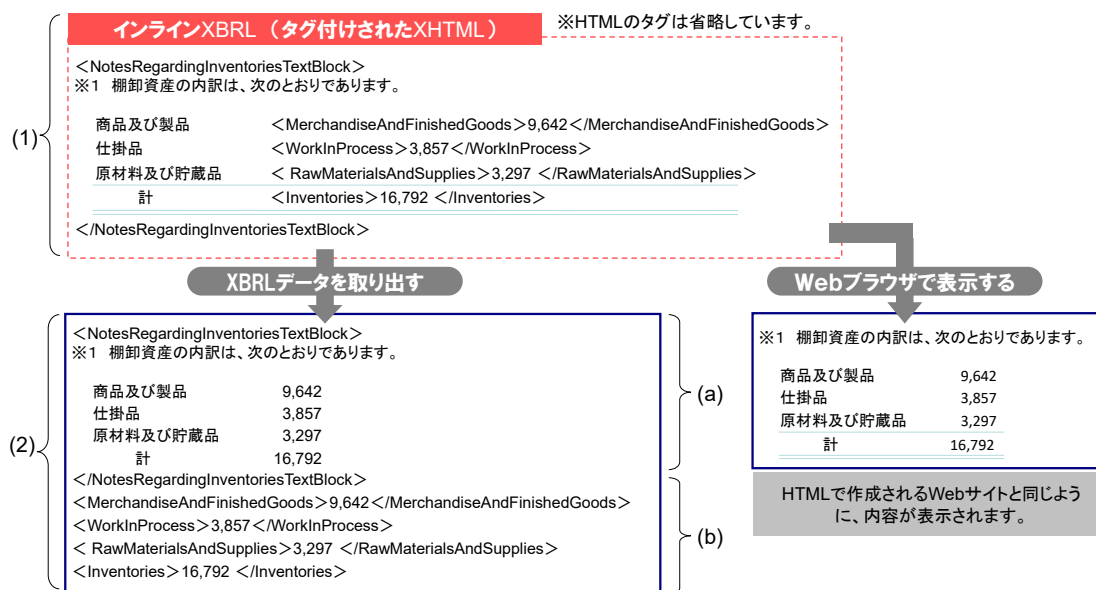 インラインXBRL （タグ付けされたXHTML）
※HTMLのタグは省略しています。
(1)
＜NotesRegardingInventoriesTextBlock＞
※1　棚卸資産の内訳は、次のとおりであります。
商品及び製品　＜MerchandiseAndFinishedGoods＞9,642＜/MerchandiseAndFinishedGoods＞
仕掛品　＜WorkInProcess＞3,857＜/WorkInProcess＞
原材料及び貯蔵品　＜ RawMaterialsAndSupplies＞3,297 ＜/RawMaterialsAndSupplies＞
計　＜Inventories＞16,792 ＜/Inventories＞
＜/NotesRegardingInventoriesTextBlock＞
XBRLデータを取り出す
Webブラウザで表示する
(2)
＜NotesRegardingInventoriesTextBlock＞
※1　棚卸資産の内訳は、次のとおりであります。
商品及び製品　9,642
仕掛品　3,857
原材料及び貯蔵品　3,297
計　16,792
＜/NotesRegardingInventoriesTextBlock＞
(a)
＜MerchandiseAndFinishedGoods＞9,642＜/MerchandiseAndFinishedGoods＞
＜WorkInProcess＞3,857＜/WorkInProcess＞
＜ RawMaterialsAndSupplies＞3,297 ＜/RawMaterialsAndSupplies＞
＜Inventories＞16,792 ＜/Inventories＞
(b)
※1　棚卸資産の内訳は、次のとおりであります。
商品及び製品　9,642
仕掛品　3,857
原材料及び貯蔵品　3,297
計　16,792
HTMLで作成されるWebサイトと同じよう
に、内容が表示されます。